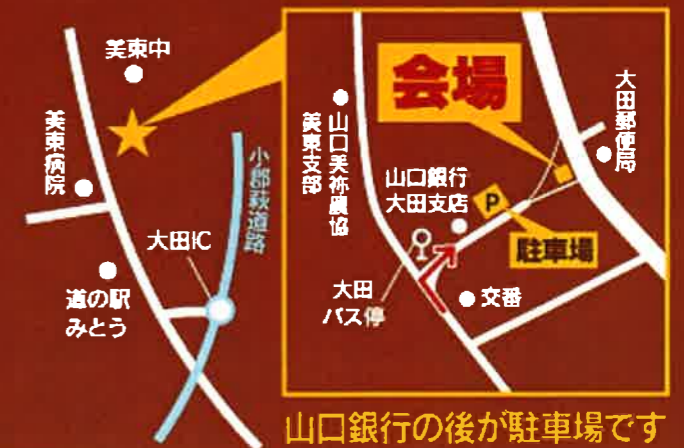 美東中
美東病院
小郡萩道路
大田IC
道の駅
みとう
会場
大田郵便局
山口美祢農協
美東支部
山口銀行
大田支店
P
駐車場
大田
バス停
交番
山口銀行の後が駐車場です